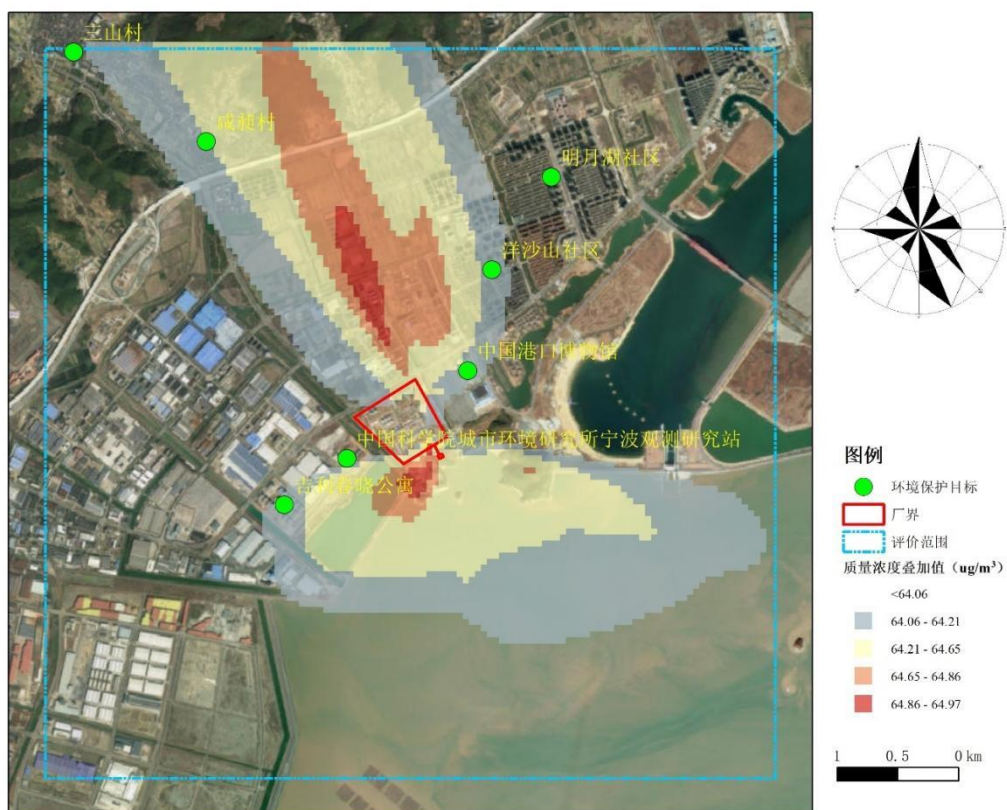 三山村
咸昶村
明月湖社区
洋沙山社区
中国港口博物馆
中国科学院城市环境研究所宁波观测研究站
吉利春晓公寓
图例
环境保护目标
厂界
评价范围
质量浓度叠加值（ug/m³）
<64.06
64.06 - 64.21
64.21 - 64.65
64.65 - 64.86
64.86 - 64.97
1 0.5 0 km